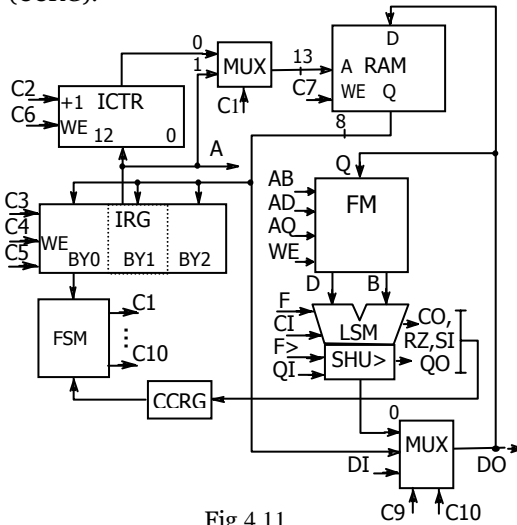 (CCRG).
0
1
MUX
13
D
A
RAM
WE
Q
C2
+1
ICTR
C6
WE
12
0
C1
C7
8
A
Q
AB
AD
AQ
WE
FM
D
B
C3
C4
C5
WE
IRG
BY0
BY1
BY2
FSM
C1
⋮
C10
CCRG
F
CI
F>
QI
LSM
SHU>
CO,
RZ,SI
QO
0
MUX
DI
DO
C9
C10
Fig 4.11